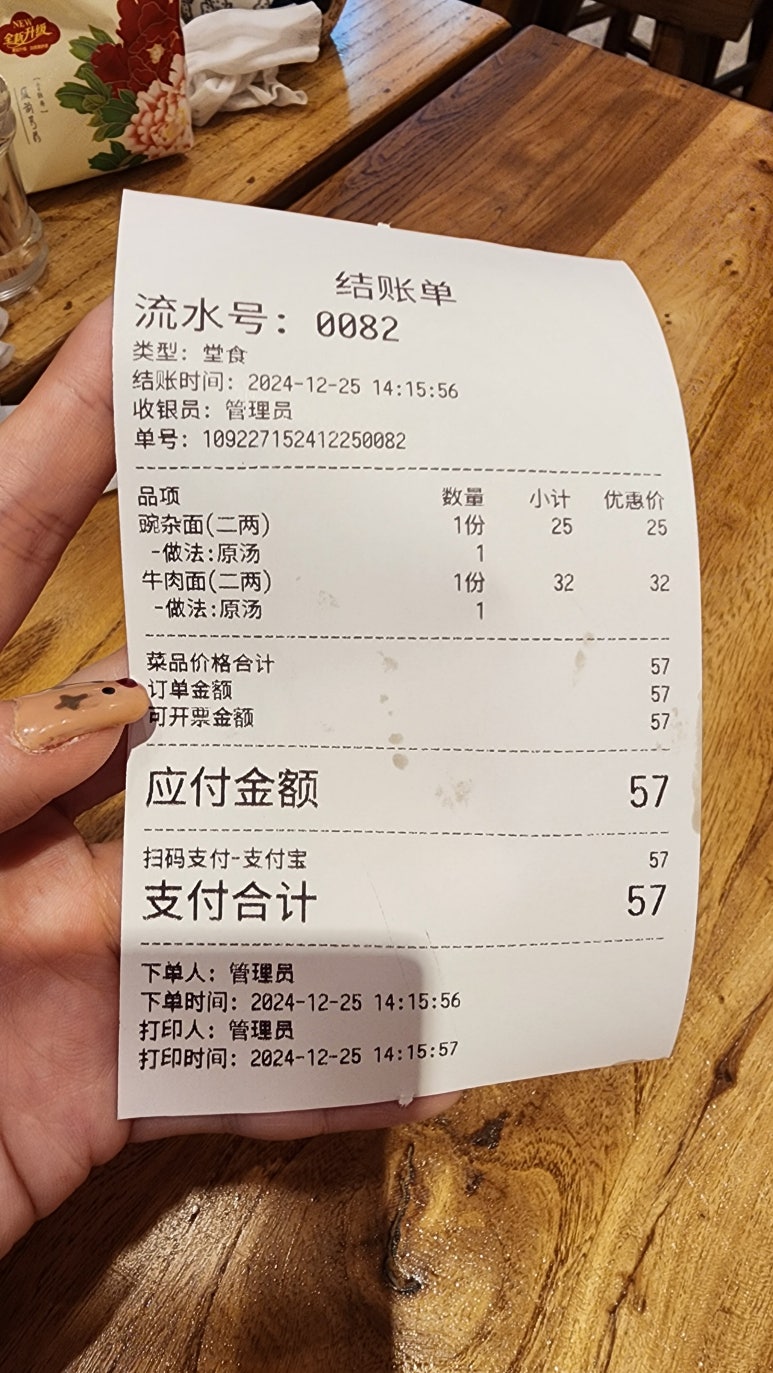 NEW
全新升级
结账单
流水号: 0082
类型: 堂食
结账时间: 2024-12-25 14:15:56
收银员: 管理员
单号: 109227152412250082
品项 数量 小计 优惠价
豌杂面(二两) 1份 25 25
-做法:原汤 1
牛肉面(二两) 1份 32 32
-做法:原汤 1
菜品价格合计 57
订单金额 57
可开票金额 57
应付金额 57
扫码支付-支付宝 57
支付合计 57
下单人: 管理员
下单时间: 2024-12-25 14:15:56
打印人: 管理员
打印时间: 2024-12-25 14:15:57